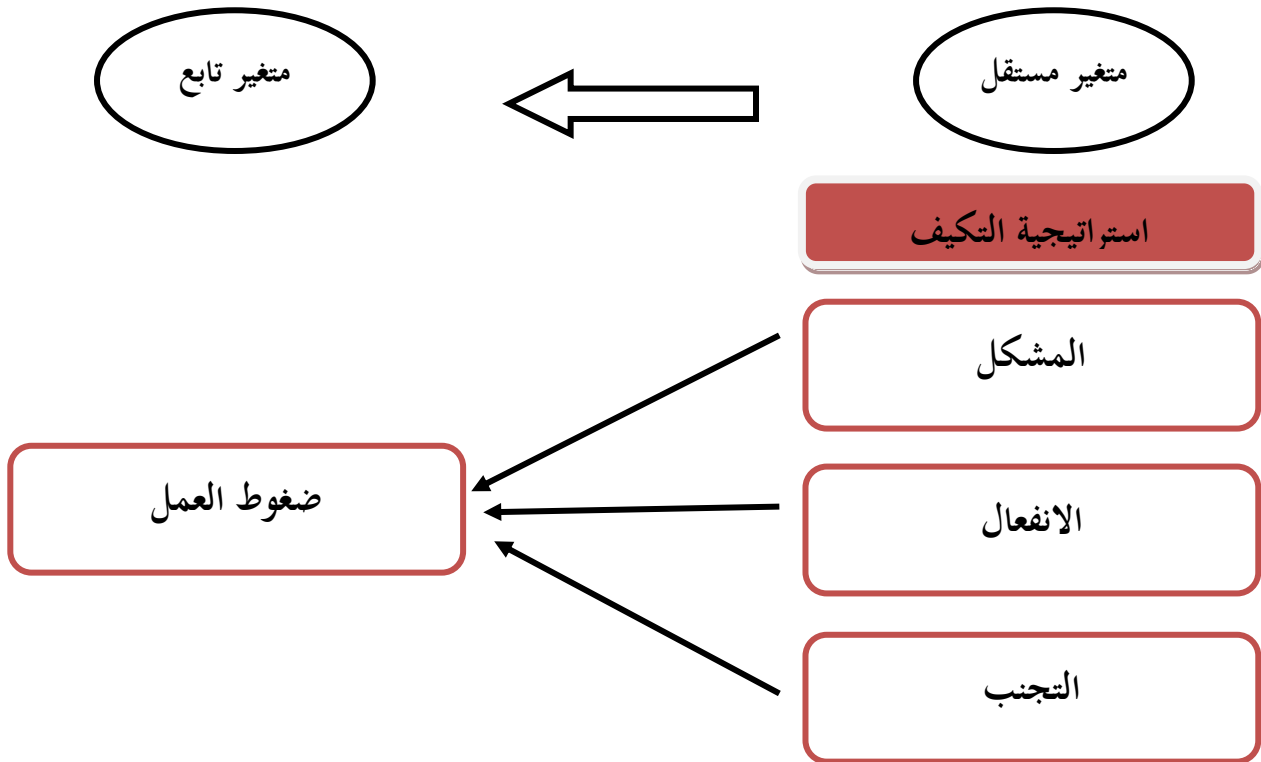 متغير مستقل
متغير تابع
استراتيجية التكيف
المشكل
الانفعال
ضغوط العمل
التجنب